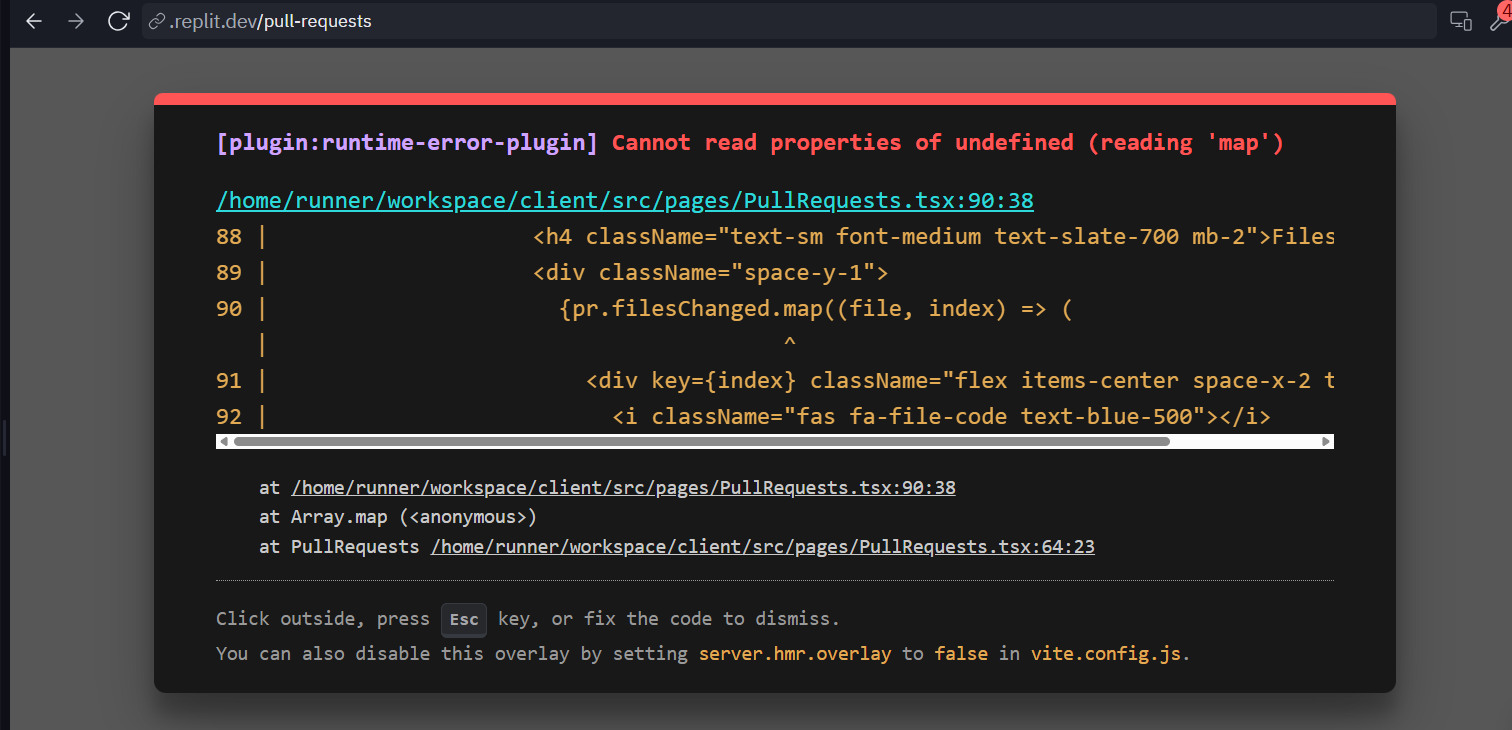 .replit.dev/pull-requests
4
[plugin:runtime-error-plugin] Cannot read properties of undefined (reading 'map')
/home/runner/workspace/client/src/pages/PullRequests.tsx:90:38
88 | <h4 className="text-sm font-medium text-slate-700 mb-2">Files
89 | <div className="space-y-1">
90 | {pr.filesChanged.map((file, index) => (
| ^
91 | <div key={index} className="flex items-center space-x-2 t
92 | <i className="fas fa-file-code text-blue-500"></i>
at /home/runner/workspace/client/src/pages/PullRequests.tsx:90:38
at Array.map (<anonymous>)
at PullRequests /home/runner/workspace/client/src/pages/PullRequests.tsx:64:23
Click outside, press Esc key, or fix the code to dismiss.
You can also disable this overlay by setting server.hmr.overlay to false in vite.config.js.